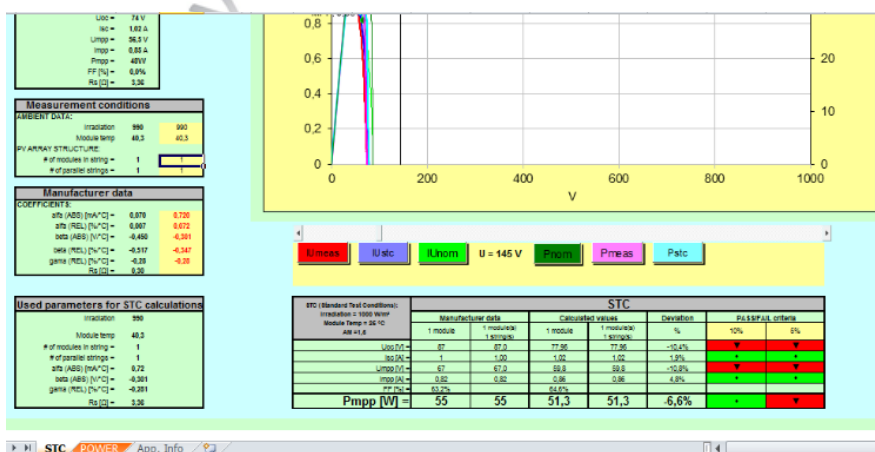 Uoc = 74 V
Isc = 1,02 A
Umpp = 56,5 V
Impp = 0,85 A
Pmpp = 48W
FF [%] = 0,0%
Rs [Ω] = 3,36
Measurement conditions
AMBIENT DATA:
Irradiation 990 990
Module temp 40,3 40,3
PV ARRAY STRUCTURE:
# of modules in string = 1 1
# of parallel strings = 1 1
Manufacturer data
COEFFICIENTS:
alfa (ABS) [mA/°C] = 0,070 0,720
alfa (REL) [%/°C] = 0,007 0,072
beta (ABS) [V/°C] = -0,450 -0,301
beta (REL) [%/°C] = -0,517 -0,347
gama (REL) [%/°C] = -0,28 -0,28
Rs [Ω] = 0,30
Used parameters for STC calculations
Irradiation 990
Module temp 40,3
# of modules in string = 1
# of parallel strings = 1
alfa (ABS) [mA/°C] = 0,72
beta (ABS) [V/°C] = -0,301
gama (REL) [%/°C] = -0,281
Rs [Ω] = 3,36
0,8
0,6
0,4
0,2
0
20
10
0
0 200 400 600 800 1000
V
IUmeas IUstc IUnom U = 145 V Pnom Pmeas Pstc
STC (Standard Test Conditions):
Irradiation = 1000 W/m²
Module Temp = 25 °C
AM =1,5
STC
Manufacturer data Calculated values Deviation PASS/FAIL criteria
1 module 1 module(s) 1 string(s) 1 module 1 module(s) 1 string(s) % 10% 5%
Uoc [V] = 87 87,0 77,96 77,96 -10,4% ▼ ▼
Isc [A] = 1 1,00 1,02 1,02 1,9% • •
Umpp [V] = 67 67,0 59,8 59,8 -10,8% ▼ ▼
Impp [A] = 0,82 0,82 0,86 0,86 4,8% • •
FF [%] = 63,2% 64,6%
Pmpp [W] = 55 55 51,3 51,3 -6,6% • ▼
STC POWER App. Info